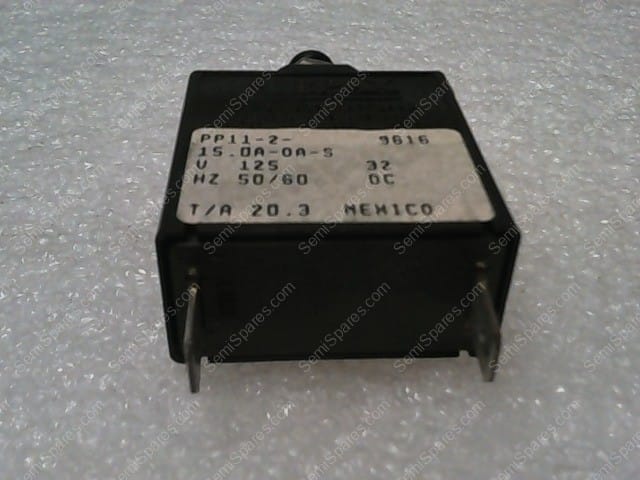 PP11-2- 9616
15.0A-0A-S
V 125 32
HZ 50/60 DC
T/A 20.3 MEXICO
SemiSpares.com